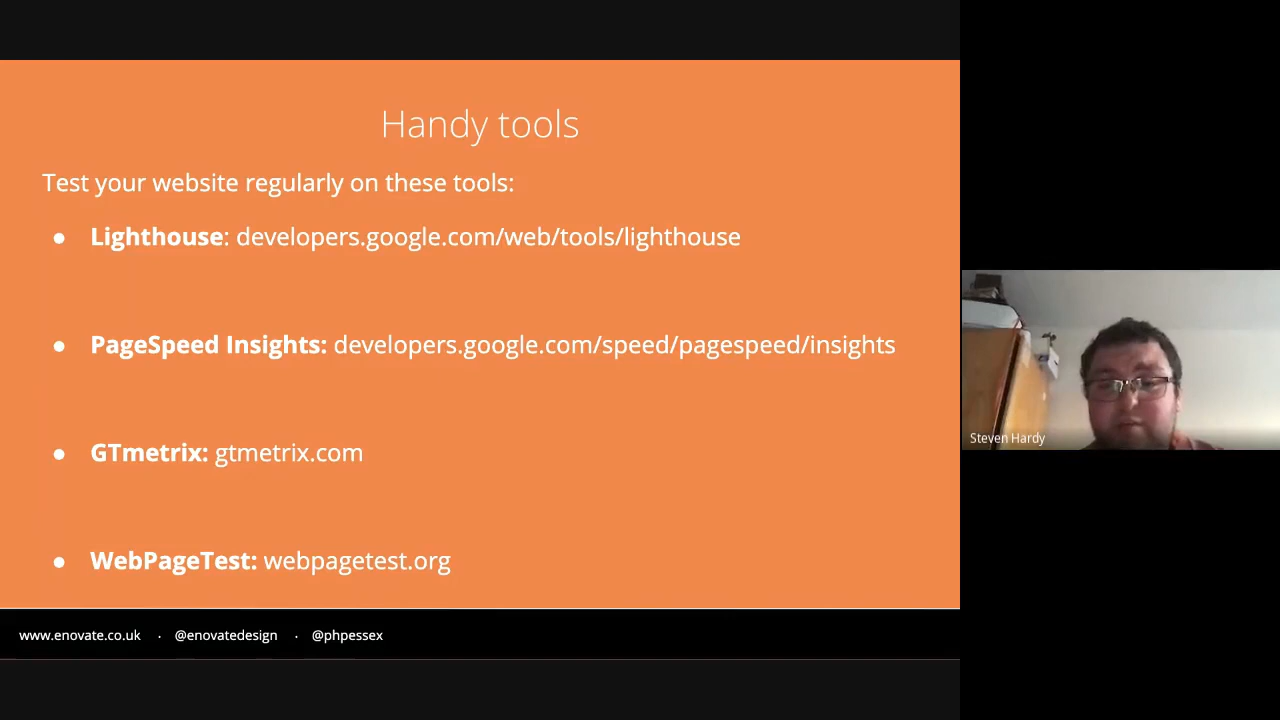 Handy tools
Test your website regularly on these tools:
● Lighthouse: developers.google.com/web/tools/lighthouse
● PageSpeed Insights: developers.google.com/speed/pagespeed/insights
● GTmetrix: gtmetrix.com
● WebPageTest: webpagetest.org
www.enovate.co.uk · @enovatedesign · @phpessex
Steven Hardy